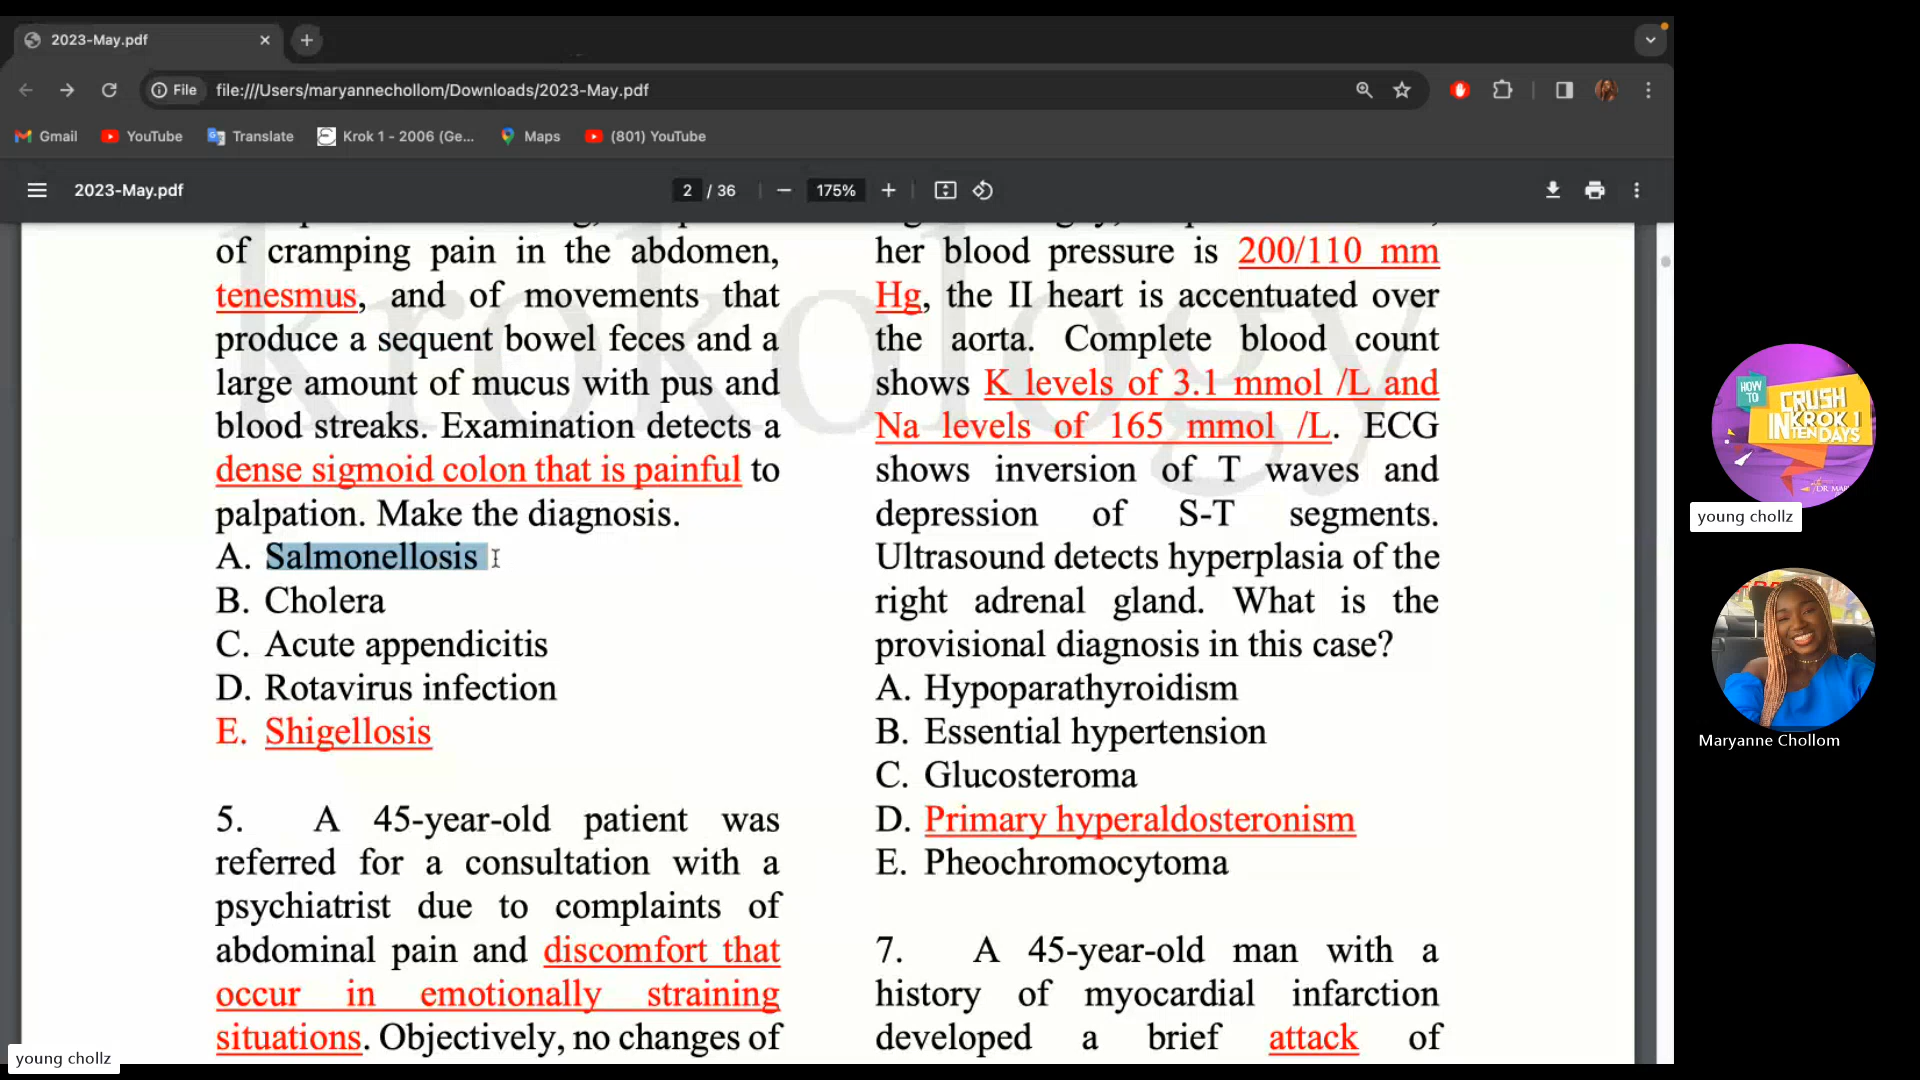 2023-May.pdf
File
file:///Users/maryannechollom/Downloads/2023-May.pdf
Gmail
YouTube
Translate
Krok 1 - 2006 (Ge...
Maps
(801) YouTube
2023-May.pdf
2 / 36
175%
krokology
of cramping pain in the abdomen,
tenesmus, and of movements that
produce a sequent bowel feces and a
large amount of mucus with pus and
blood streaks. Examination detects a
dense sigmoid colon that is painful to
palpation. Make the diagnosis.
A. Salmonellosis
B. Cholera
C. Acute appendicitis
D. Rotavirus infection
E. Shigellosis
5. A 45-year-old patient was
referred for a consultation with a
psychiatrist due to complaints of
abdominal pain and discomfort that
occur in emotionally straining
situations. Objectively, no changes of
her blood pressure is 200/110 mm
Hg, the II heart is accentuated over
the aorta. Complete blood count
shows K levels of 3.1 mmol /L and
Na levels of 165 mmol /L. ECG
shows inversion of T waves and
depression of S-T segments.
Ultrasound detects hyperplasia of the
right adrenal gland. What is the
provisional diagnosis in this case?
A. Hypoparathyroidism
B. Essential hypertension
C. Glucosteroma
D. Primary hyperaldosteronism
E. Pheochromocytoma
7. A 45-year-old man with a
history of myocardial infarction
developed a brief attack of
HOW
TO
CRUSH
KROK 1
IN TEN DAYS
young chollz
Maryanne Chollom
young chollz